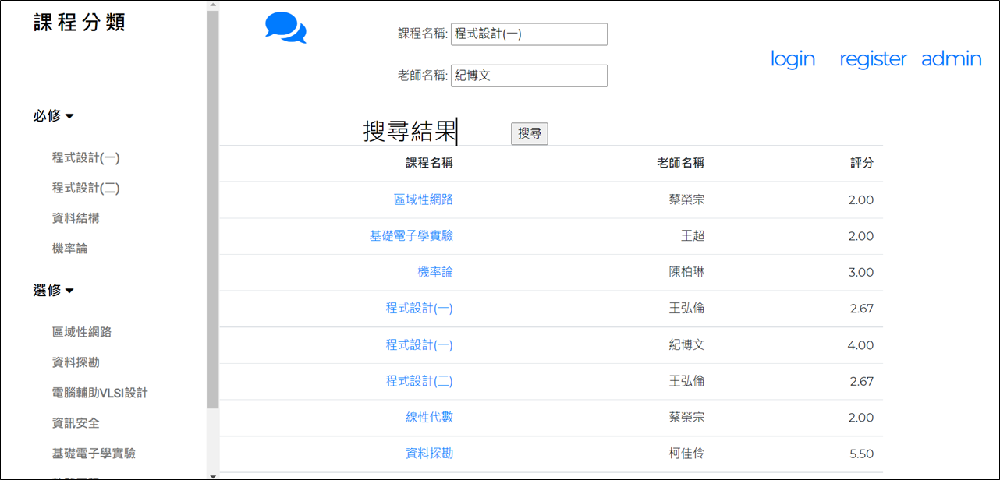 課程分類
必修
程式設計(一)
程式設計(二)
資料結構
機率論
選修
區域性網路
資料探勘
電腦輔助VLSI設計
資訊安全
基礎電子學實驗
課程名稱: 程式設計(一)
老師名稱: 紀博文
login register admin
搜尋結果 搜尋
課程名稱 老師名稱 評分
區域性網路 蔡榮宗 2.00
基礎電子學實驗 王超 2.00
機率論 陳柏琳 3.00
程式設計(一) 王弘倫 2.67
程式設計(一) 紀博文 4.00
程式設計(二) 王弘倫 2.67
線性代數 蔡榮宗 2.00
資料探勘 柯佳伶 5.50